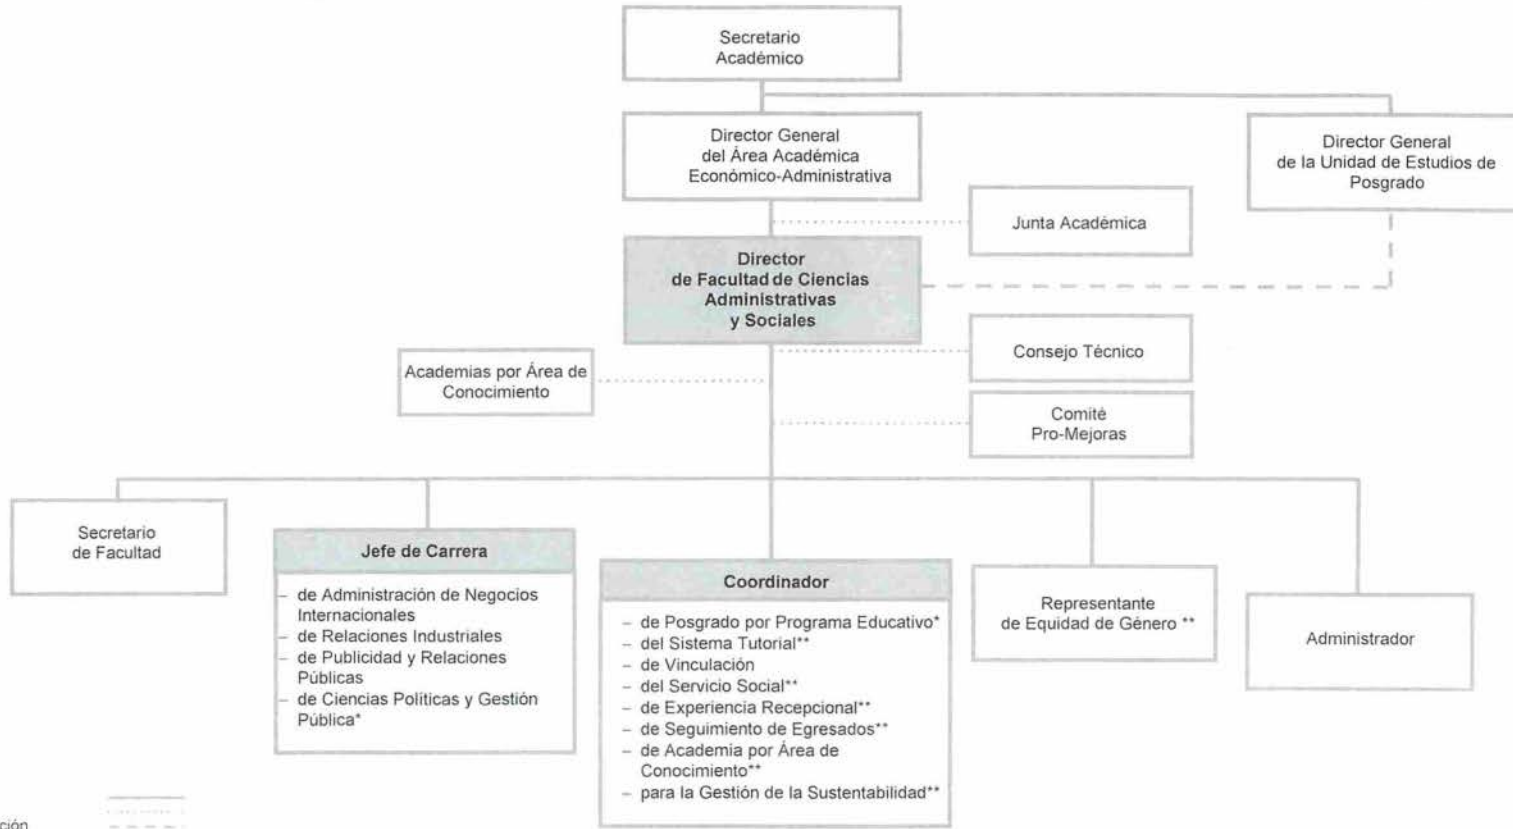 Secretario
Académico
Director General
del Área Académica
Económico-Administrativa
Director General
de la Unidad de Estudios de
Posgrado
Junta Académica
Director
de Facultad de Ciencias
Administrativas
y Sociales
Consejo Técnico
Academias por Área de
Conocimiento
Comité
Pro-Mejoras
Secretario
de Facultad
Jefe de Carrera
– de Administración de Negocios
Internacionales
– de Relaciones Industriales
– de Publicidad y Relaciones
Públicas
– de Ciencias Políticas y Gestión
Pública*
Coordinador
– de Posgrado por Programa Educativo*
– del Sistema Tutorial**
– de Vinculación
– del Servicio Social**
– de Experiencia Recepcional**
– de Seguimiento de Egresados**
– de Academia por Área de
Conocimiento**
– para la Gestión de la Sustentabilidad**
Representante
de Equidad de Género **
Administrador